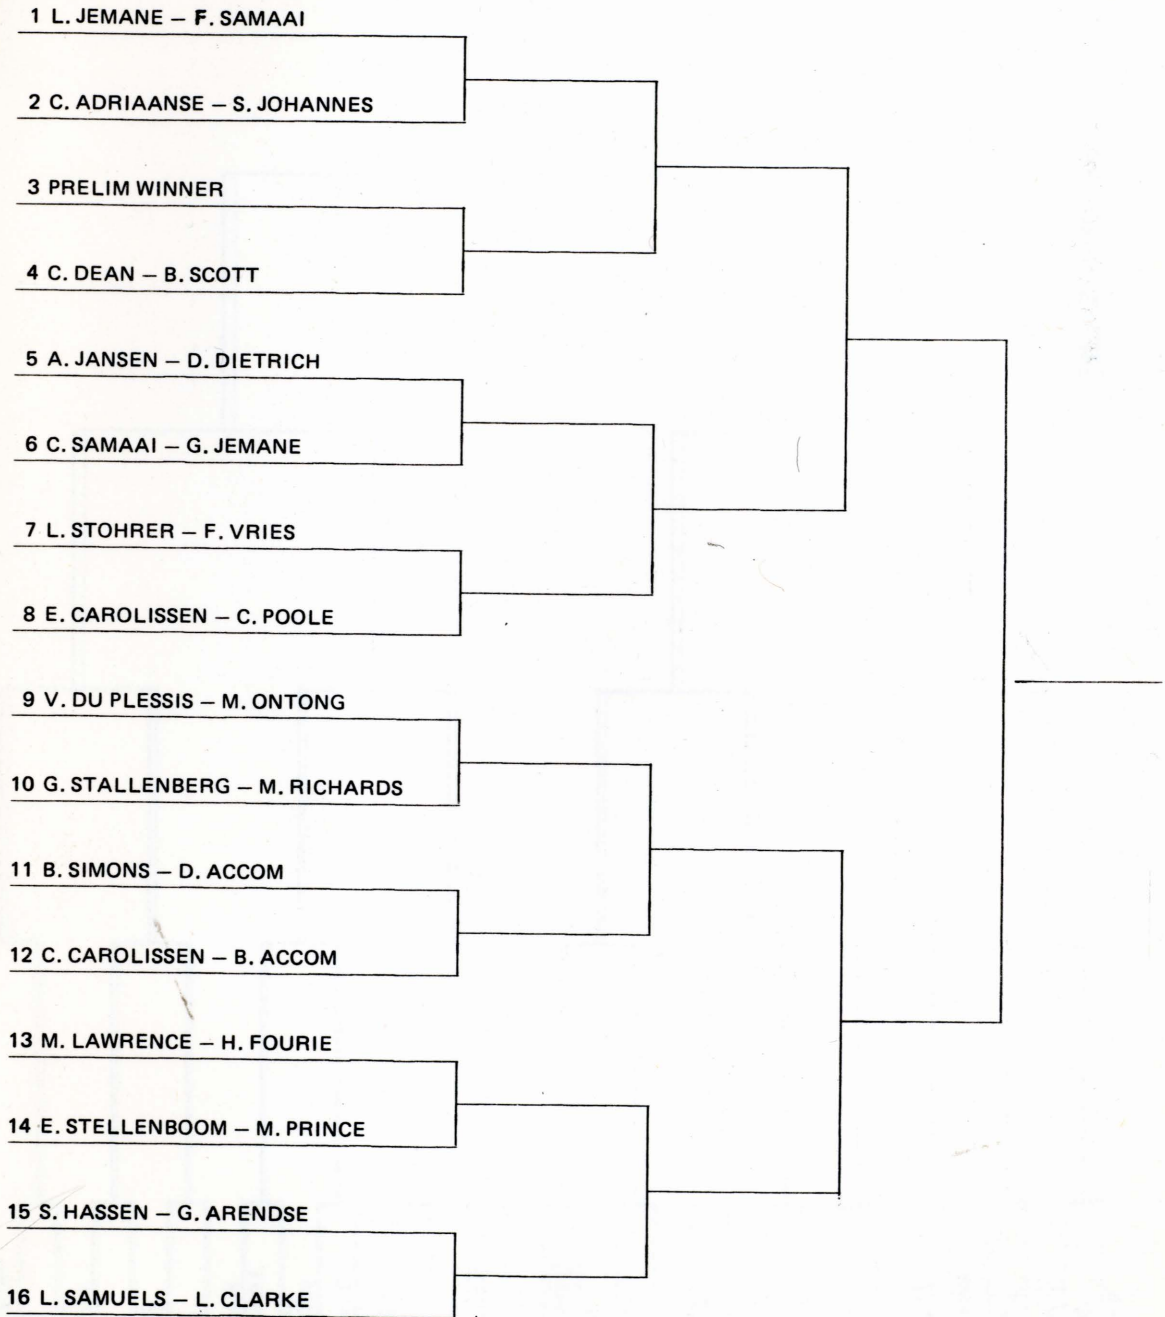 1 L. JEMANE – F. SAMAAI
2 C. ADRIAANSE – S. JOHANNES
3 PRELIM WINNER
4 C. DEAN – B. SCOTT
5 A. JANSEN – D. DIETRICH
6 C. SAMAAI – G. JEMANE
7 L. STOHRER – F. VRIES
8 E. CAROLISSEN – C. POOLE
9 V. DU PLESSIS – M. ONTONG
10 G. STALLENBERG – M. RICHARDS
11 B. SIMONS – D. ACCOM
12 C. CAROLISSEN – B. ACCOM
13 M. LAWRENCE – H. FOURIE
14 E. STELLENBOOM – M. PRINCE
15 S. HASSEN – G. ARENDSE
16 L. SAMUELS – L. CLARKE